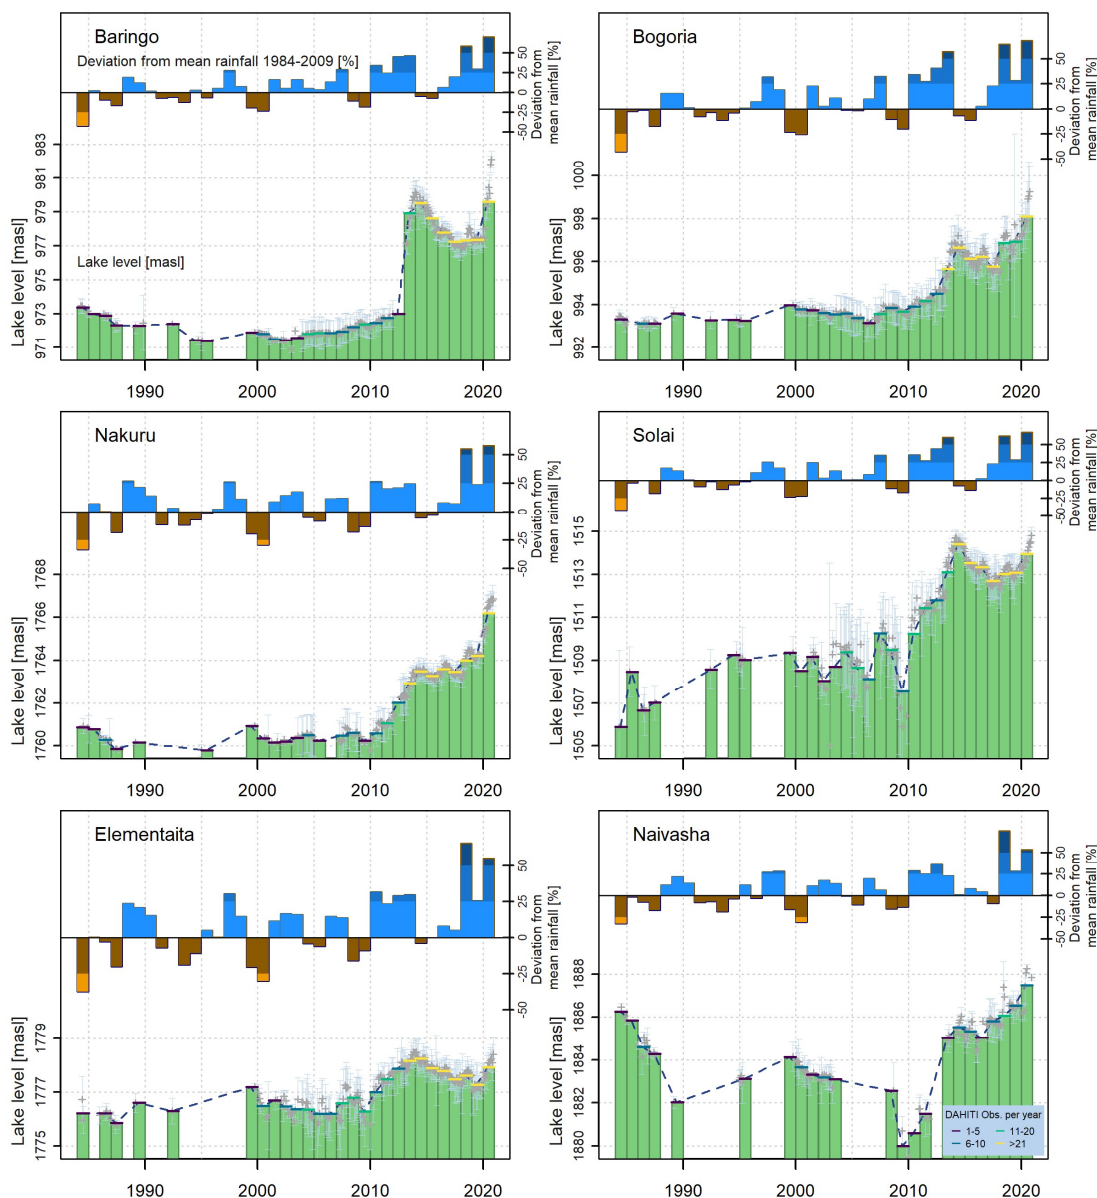 Baringo
Deviation from mean rainfall 1984-2009 [%]
50
25
0
-25
-50
Deviation from
mean rainfall [%]
983
981
979
977
975
973
971
Lake level [masl]
Lake level [masl]
1990 2000 2010 2020
Bogoria
50
25
0
-25
-50
Deviation from
mean rainfall [%]
1000
998
996
994
992
Lake level [masl]
1990 2000 2010 2020
Nakuru
50
25
0
-25
-50
Deviation from
mean rainfall [%]
1768
1766
1764
1762
1760
Lake level [masl]
1990 2000 2010 2020
Solai
50
25
0
-25
-50
Deviation from
mean rainfall [%]
1515
1513
1511
1509
1507
1505
Lake level [masl]
1990 2000 2010 2020
Elementaita
50
25
0
-25
-50
Deviation from
mean rainfall [%]
1779
1777
1775
Lake level [masl]
1990 2000 2010 2020
Naivasha
50
25
0
-25
-50
Deviation from
mean rainfall [%]
1888
1886
1884
1882
1880
Lake level [masl]
DAHITI Obs. per year
1-5 11-20
6-10 >21
1990 2000 2010 2020